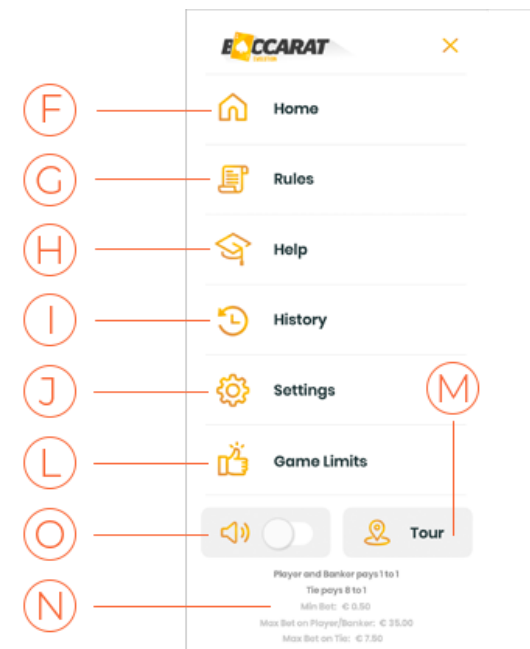 BACCARAT
F
Home
G
Rules
H
Help
I
History
J
Settings
M
L
Game Limits
O
Tour
Player and Banker pays 1 to 1
Tie pays 8 to 1
N
Min Bet: € 0.50
Max Bet on Player/Banker: € 35.00
Max Bet on Tie: € 7.50